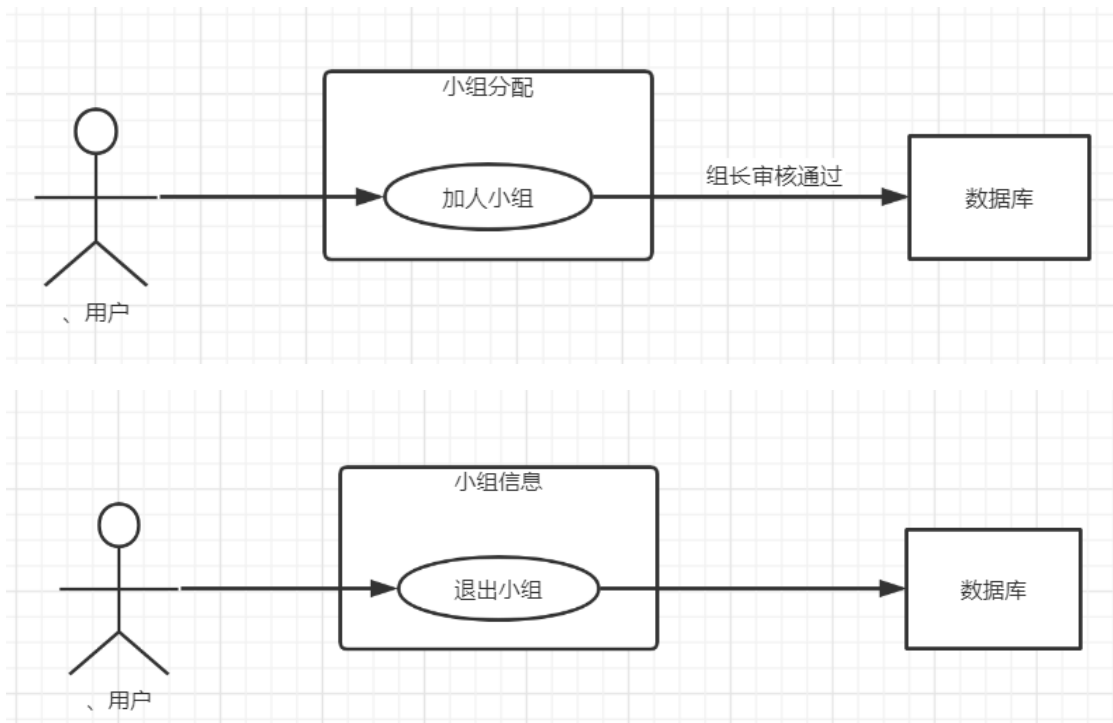 小组分配
加人小组
组长审核通过
数据库
、用户
小组信息
退出小组
数据库
、用户